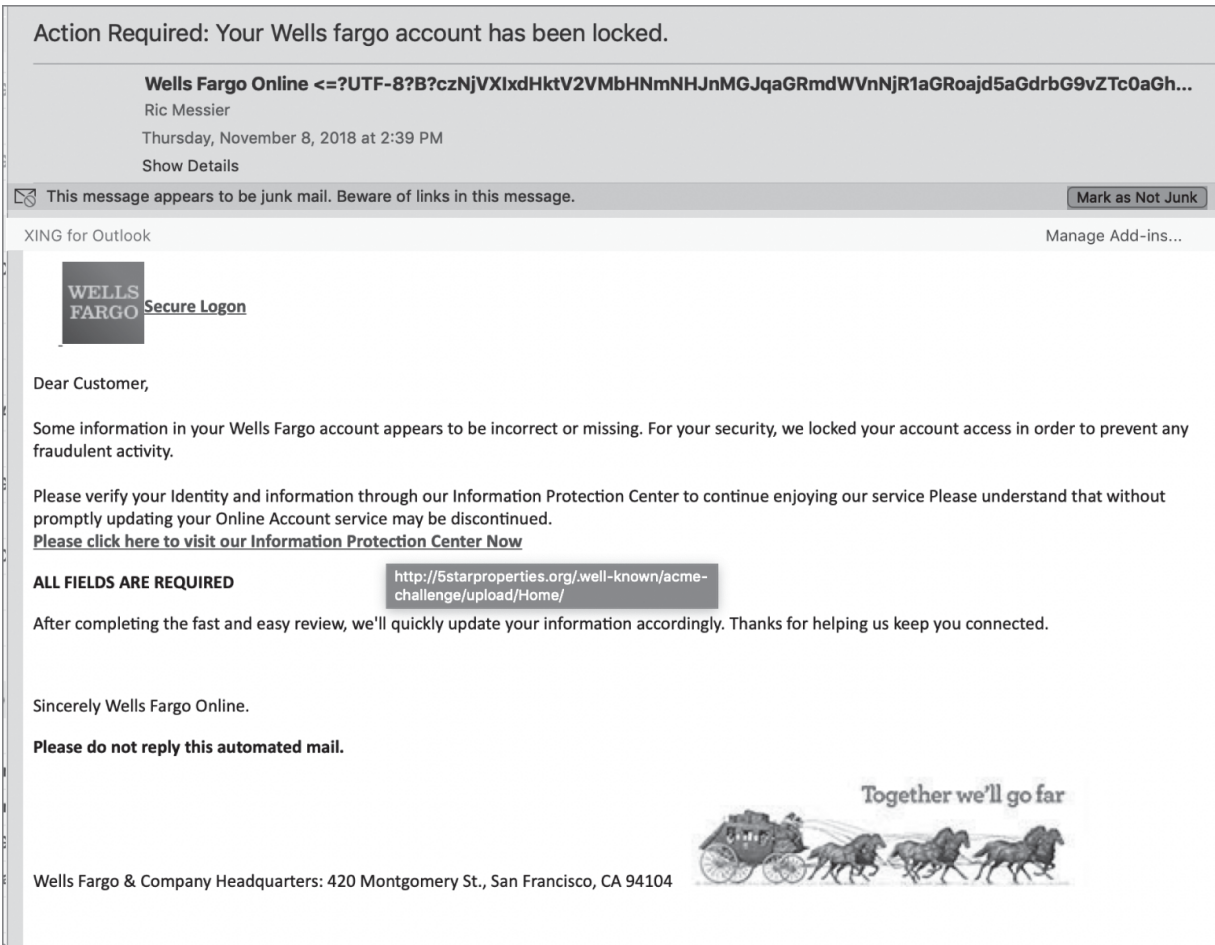 Action Required: Your Wells fargo account has been locked.
Wells Fargo Online <=?UTF-8?B?czNjVXIxdHktV2VMbHNmNHJnMGJqaGRmdWVnNjR1aGRoajd5aGdrbG9vZTc0aGh...
Ric Messier
Thursday, November 8, 2018 at 2:39 PM
Show Details
This message appears to be junk mail. Beware of links in this message.
Mark as Not Junk
XING for Outlook
Manage Add-ins...
WELLS
FARGO
Secure Logon
Dear Customer,
Some information in your Wells Fargo account appears to be incorrect or missing. For your security, we locked your account access in order to prevent any
fraudulent activity.
Please verify your Identity and information through our Information Protection Center to continue enjoying our service Please understand that without
promptly updating your Online Account service may be discontinued.
Please click here to visit our Information Protection Center Now
http://5starproperties.org/.well-known/acme-
challenge/upload/Home/
ALL FIELDS ARE REQUIRED
After completing the fast and easy review, we'll quickly update your information accordingly. Thanks for helping us keep you connected.
Sincerely Wells Fargo Online.
Please do not reply this automated mail.
Together we'll go far
Wells Fargo & Company Headquarters: 420 Montgomery St., San Francisco, CA 94104